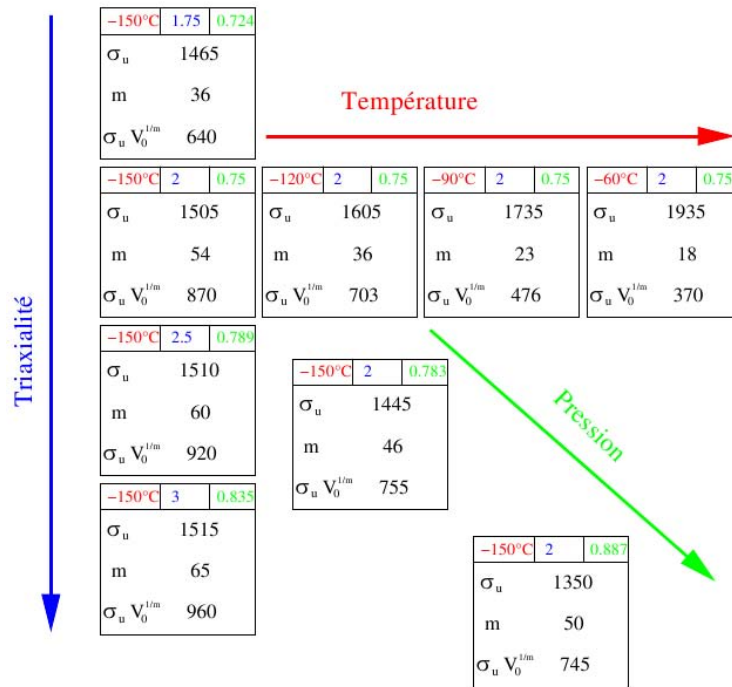 −150°C 1.75 0.724
σu 1465
m 36
σu V0^1/m 640
Température
−150°C 2 0.75
σu 1505
m 54
σu V0^1/m 870
−120°C 2 0.75
σu 1605
m 36
σu V0^1/m 703
−90°C 2 0.75
σu 1735
m 23
σu V0^1/m 476
−60°C 2 0.75
σu 1935
m 18
σu V0^1/m 370
Triaxialité
−150°C 2.5 0.789
σu 1510
m 60
σu V0^1/m 920
−150°C 2 0.783
σu 1445
m 46
σu V0^1/m 755
Pression
−150°C 3 0.835
σu 1515
m 65
σu V0^1/m 960
−150°C 2 0.887
σu 1350
m 50
σu V0^1/m 745